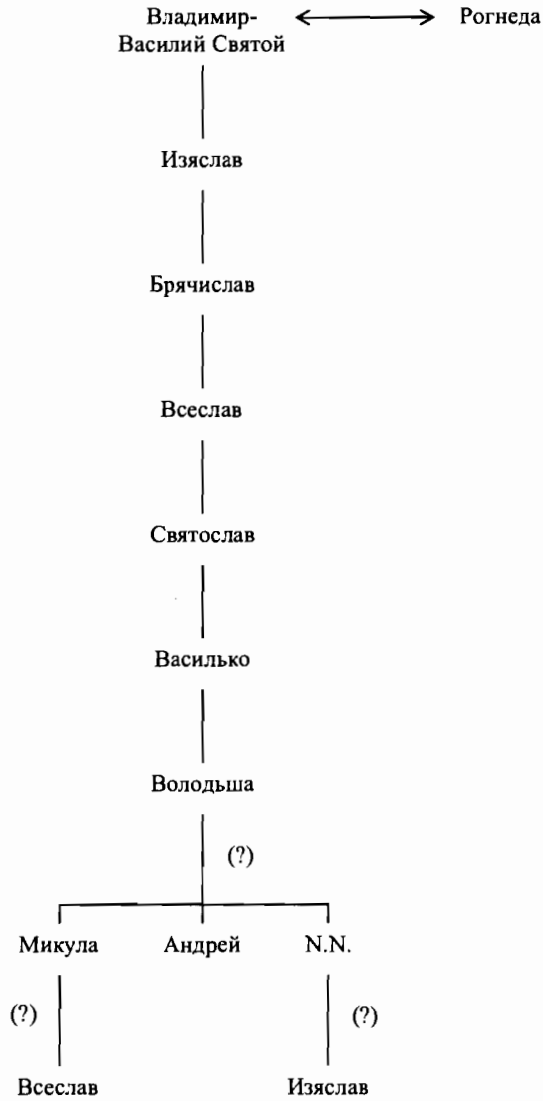 Владимир- Рогнеда
Василий Святой
Изяслав
Брячислав
Всеслав
Святослав
Василько
Володьша
(?)
Микула Андрей N.N.
(?) (?)
Всеслав Изяслав